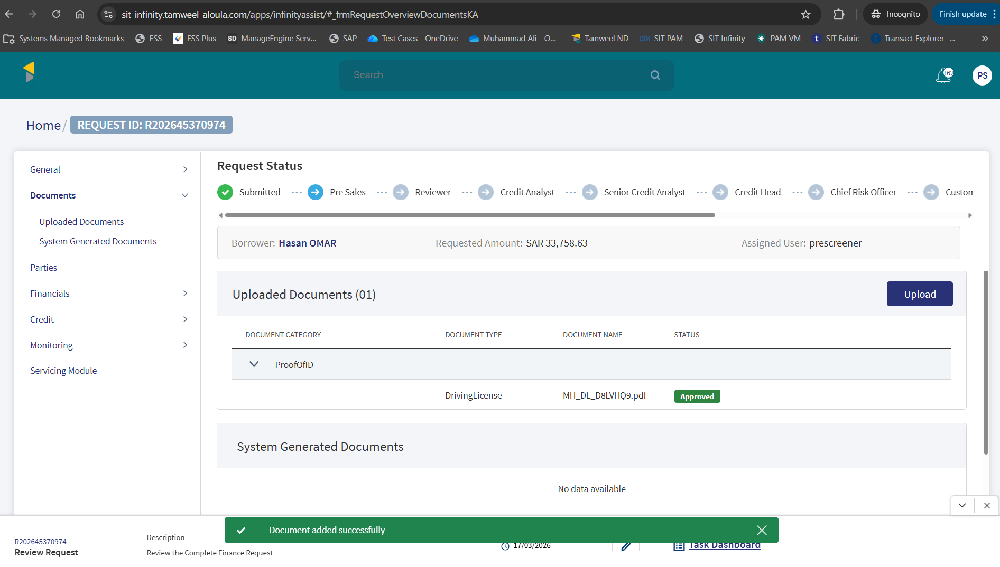 sit-infinity.tamweel-aloula.com/apps/infinityassist/#_frmRequestOverviewDocumentsKA
Incognito
Finish update
Systems Managed Bookmarks
ESS
ESS Plus
SD ManageEngine Serv...
SAP
Test Cases - OneDrive
Muhammad Ali - O...
Tamweel ND
IBM SIT PAM
SIT Infinity
PAM VM
t SIT Fabric
t Transact Explorer -...
Search
162
PS
Home / REQUEST ID: R202645370974
General
Documents
Uploaded Documents
System Generated Documents
Parties
Financials
Credit
Monitoring
Servicing Module
Request Status
Submitted --- Pre Sales --- Reviewer --- Credit Analyst --- Senior Credit Analyst --- Credit Head --- Chief Risk Officer --- Custom
Borrower: Hasan OMAR
Requested Amount: SAR 33,758.63
Assigned User: prescreener
Uploaded Documents (01)
Upload
DOCUMENT CATEGORY DOCUMENT TYPE DOCUMENT NAME STATUS
ProofOfID
DrivingLicense MH_DL_D8LVHQ9.pdf Approved
System Generated Documents
No data available
Document added successfully
R202645370974
Review Request
Description
Review the Complete Finance Request
17/03/2026
Task Dashboard